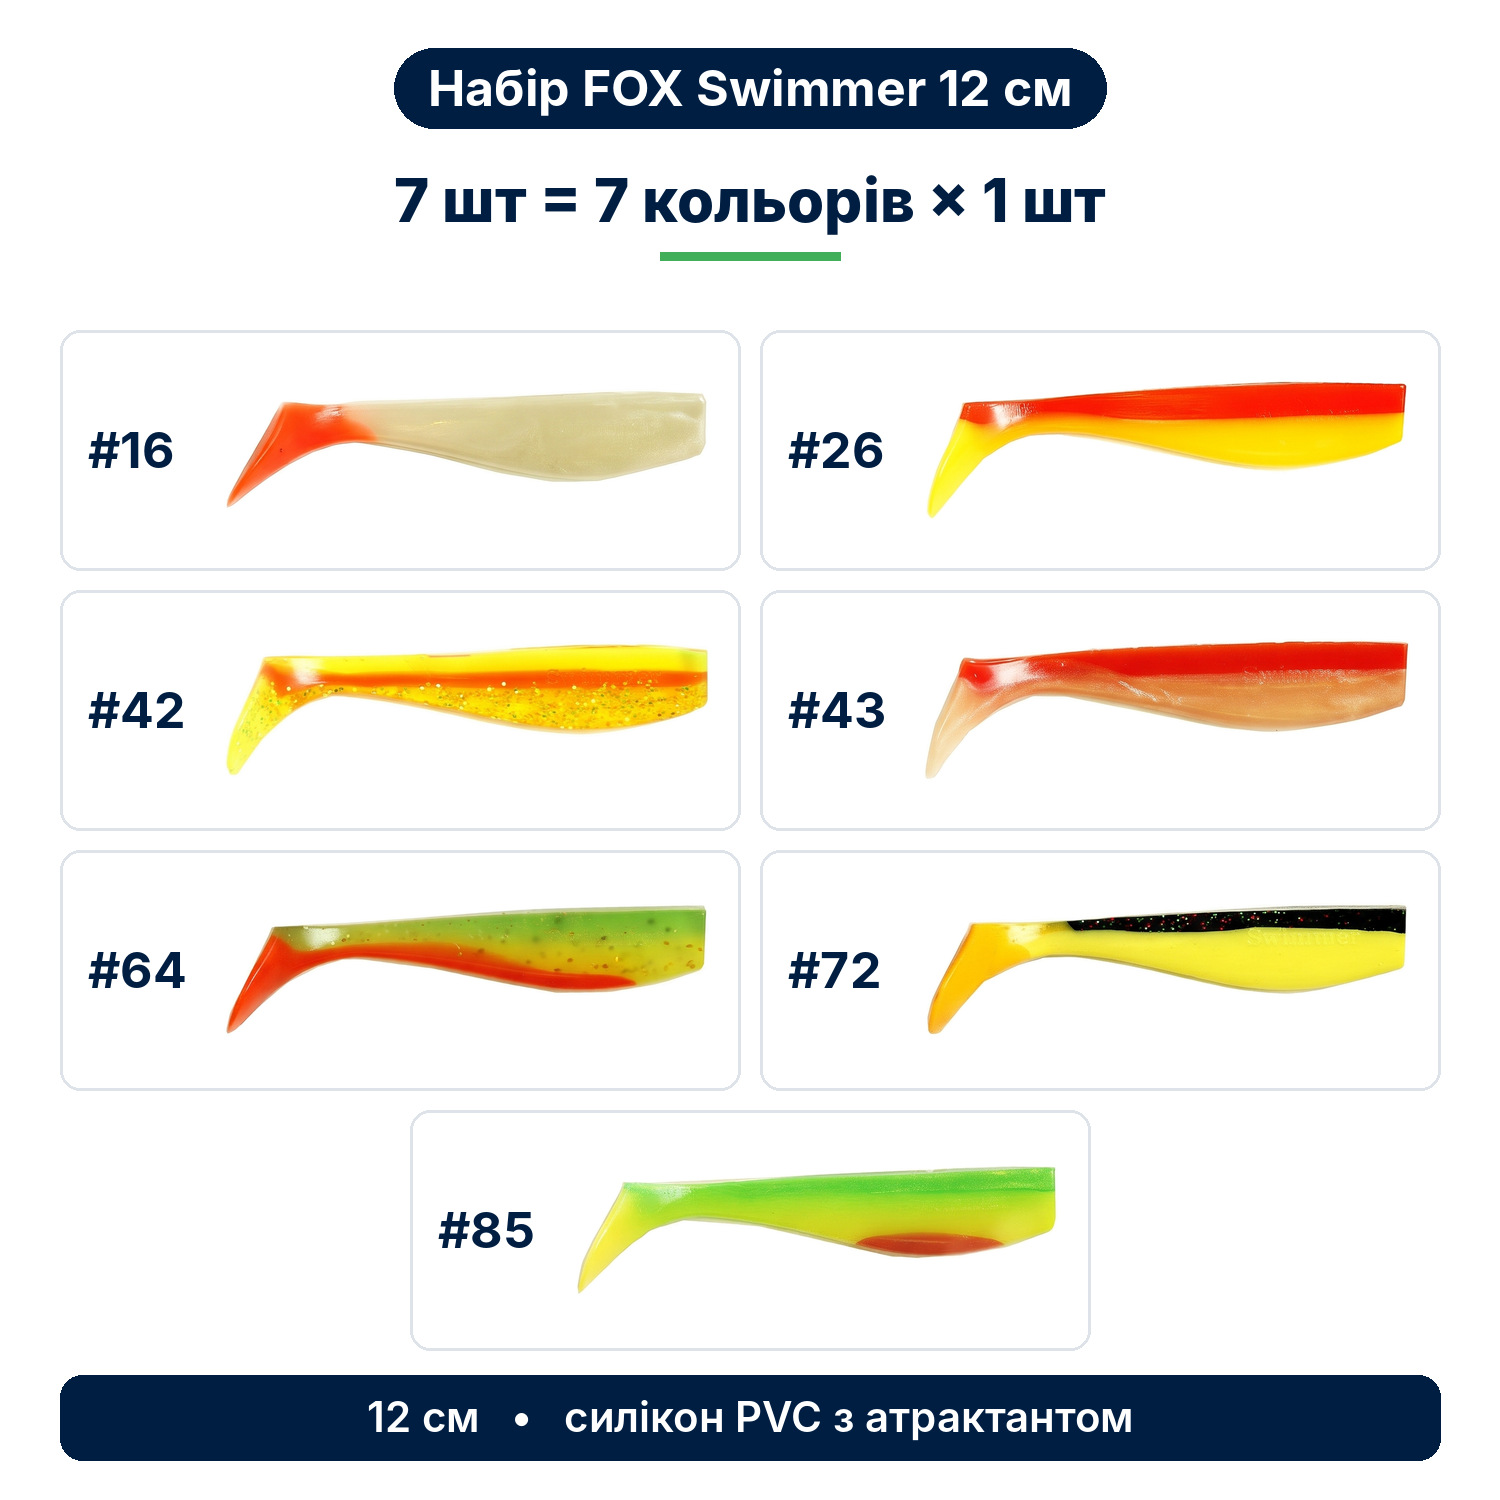 Набір FOX Swimmer 12 см
7 шт = 7 кольорів × 1 шт
#16
#26
#42
#43
#64
#72
#85
12 см • силікон PVC з атрактантом